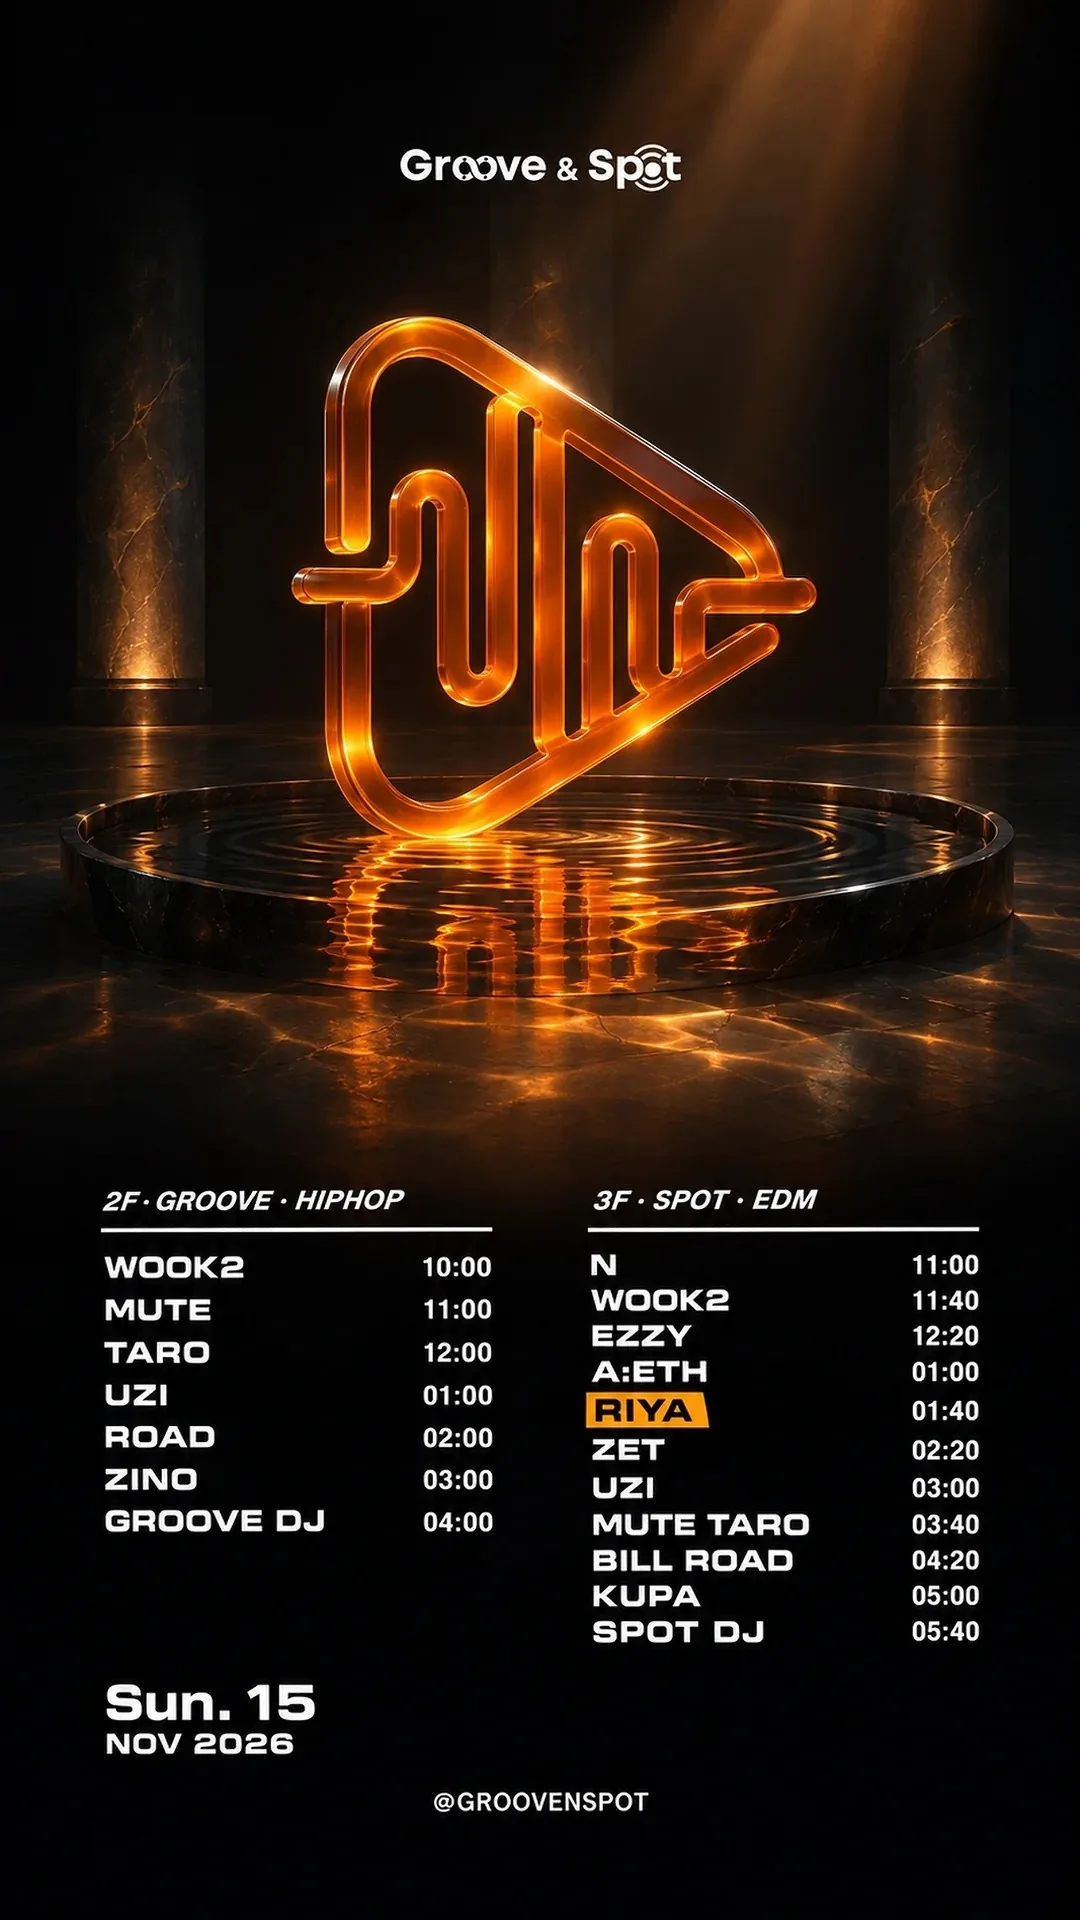 Groove & Spot
2F · GROOVE · HIPHOP
WOOK2 10:00
MUTE 11:00
TARO 12:00
UZI 01:00
ROAD 02:00
ZINO 03:00
GROOVE DJ 04:00
3F · SPOT · EDM
N 11:00
WOOK2 11:40
EZZY 12:20
A:ETH 01:00
RIYA 01:40
ZET 02:20
UZI 03:00
MUTE TARO 03:40
BILL ROAD 04:20
KUPA 05:00
SPOT DJ 05:40
Sun. 15
NOV 2026
@GROOVENSPOT